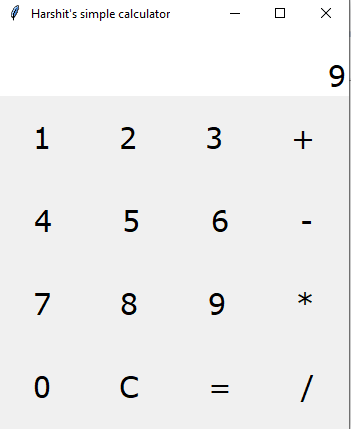 Harshit's simple calculator
9
1 2 3 +
4 5 6 -
7 8 9 *
0 C = /